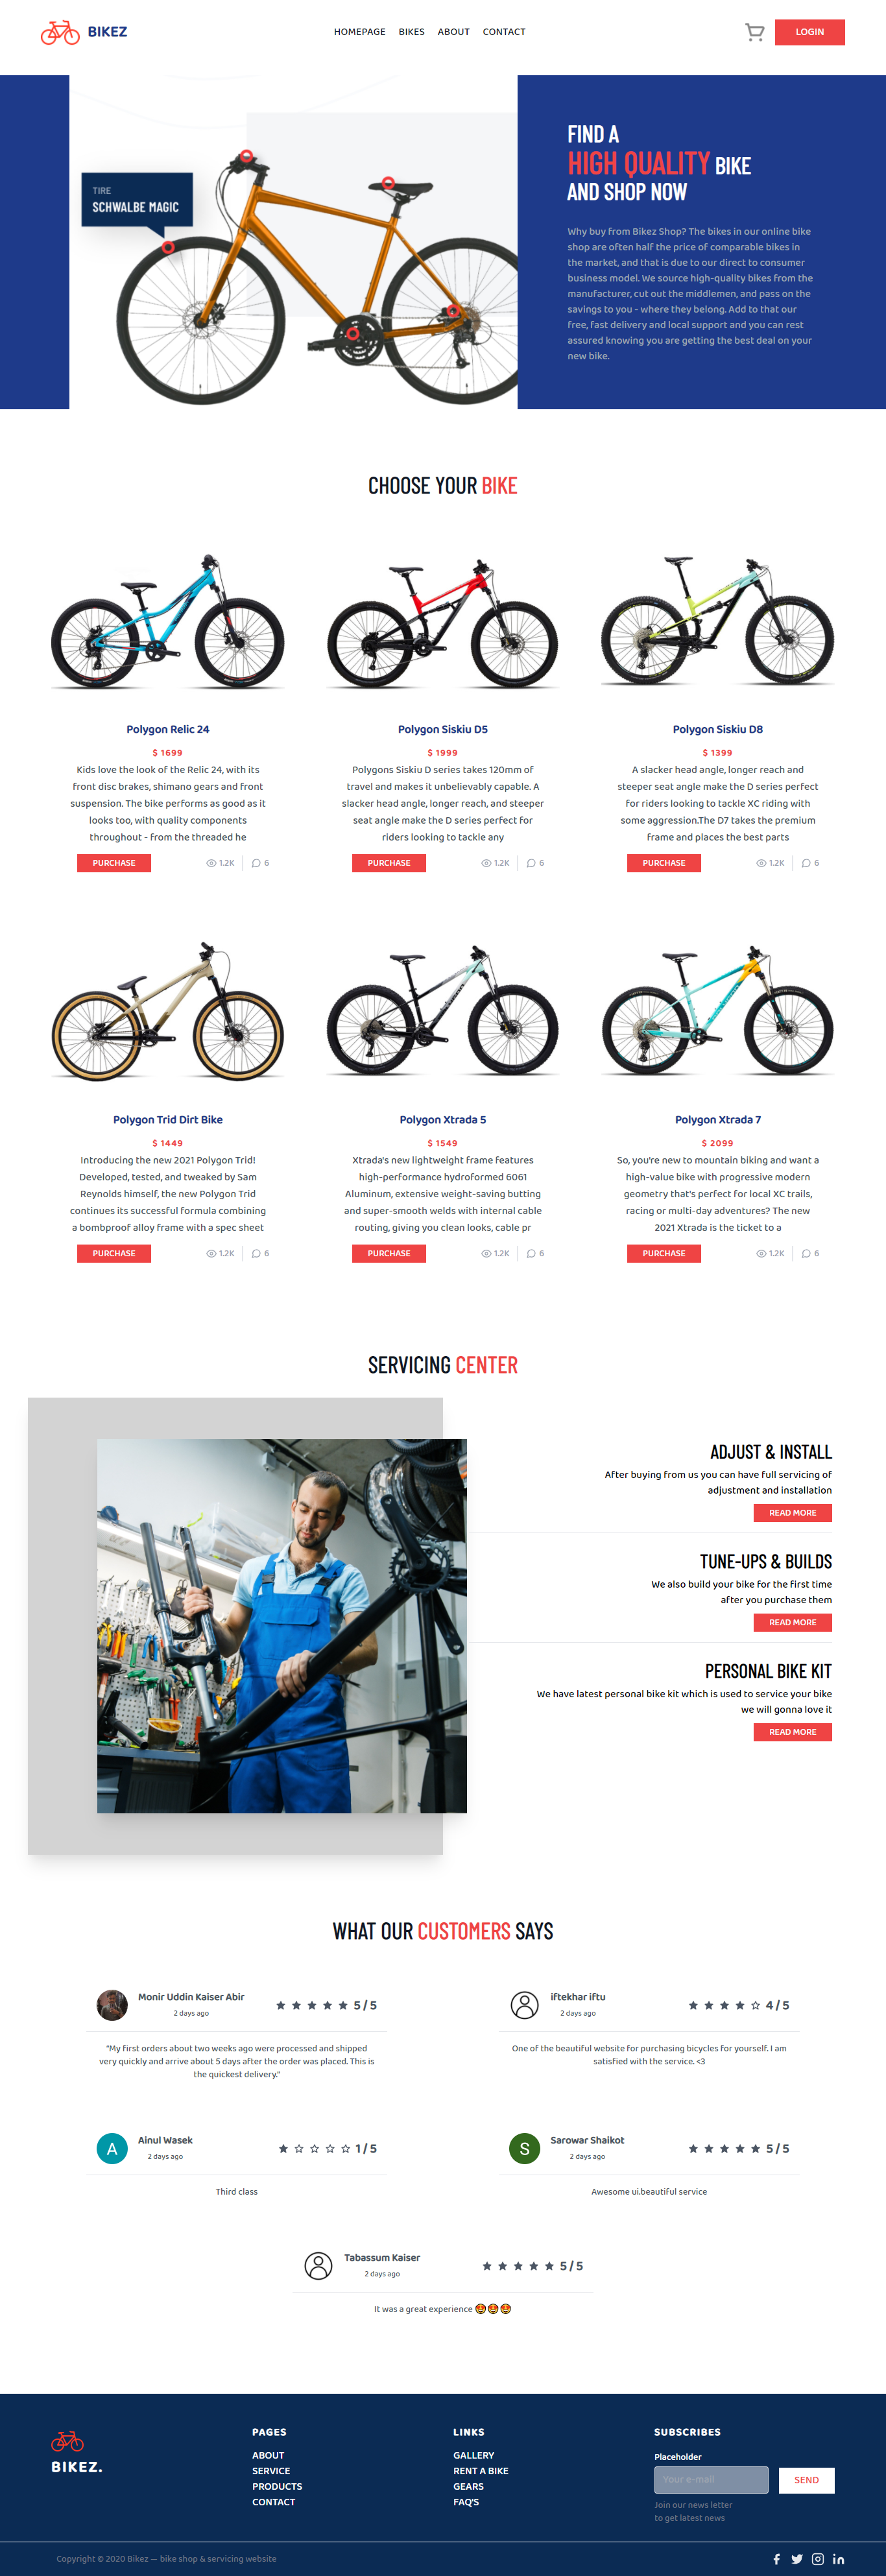 BIKEZ
HOMEPAGE BIKES ABOUT CONTACT
LOGIN
TIRE
SCHWALBE MAGIC
FIND A
HIGH QUALITY BIKE
AND SHOP NOW
Why buy from Bikez Shop? The bikes in our online bike
shop are often half the price of comparable bikes in
the market, and that is due to our direct to consumer
business model. We source high-quality bikes from the
manufacturer, cut out the middlemen, and pass on the
savings to you - where they belong. Add to that our
free, fast delivery and local support and you can rest
assured knowing you are getting the best deal on your
new bike.
CHOOSE YOUR BIKE
Polygon Relic 24
$ 1699
Kids love the look of the Relic 24, with its
front disc brakes, shimano gears and front
suspension. The bike performs as good as it
looks too, with quality components
throughout - from the threaded he
PURCHASE 1.2K 6
Polygon Siskiu D5
$ 1999
Polygons Siskiu D series takes 120mm of
travel and makes it unbelievably capable. A
slacker head angle, longer reach, and steeper
seat angle make the D series perfect for
riders looking to tackle any
PURCHASE 1.2K 6
Polygon Siskiu D8
$ 1399
A slacker head angle, longer reach and
steeper seat angle make the D series perfect
for riders looking to tackle XC riding with
some aggression.The D7 takes the premium
frame and places the best parts
PURCHASE 1.2K 6
Polygon Trid Dirt Bike
$ 1449
Introducing the new 2021 Polygon Trid!
Developed, tested, and tweaked by Sam
Reynolds himself, the new Polygon Trid
continues its successful formula combining
a bombproof alloy frame with a spec sheet
PURCHASE 1.2K 6
Polygon Xtrada 5
$ 1549
Xtrada's new lightweight frame features
high-performance hydroformed 6061
Aluminum, extensive weight-saving butting
and super-smooth welds with internal cable
routing, giving you clean looks, cable pr
PURCHASE 1.2K 6
Polygon Xtrada 7
$ 2099
So, you're new to mountain biking and want a
high-value bike with progressive modern
geometry that's perfect for local XC trails,
racing or multi-day adventures? The new
2021 Xtrada is the ticket to a
PURCHASE 1.2K 6
SERVICING CENTER
ADJUST & INSTALL
After buying from us you can have full servicing of
adjustment and installation
READ MORE
TUNE-UPS & BUILDS
We also build your bike for the first time
after you purchase them
READ MORE
PERSONAL BIKE KIT
We have latest personal bike kit which is used to service your bike
we will gonna love it
READ MORE
WHAT OUR CUSTOMERS SAYS
Monir Uddin Kaiser Abir
2 days ago
5 / 5
"My first orders about two weeks ago were processed and shipped
very quickly and arrive about 5 days after the order was placed. This is
the quickest delivery."
iftekhar iftu
2 days ago
4 / 5
One of the beautiful website for purchasing bicycles for yourself. I am
satisfied with the service. <3
A
Ainul Wasek
2 days ago
1 / 5
Third class
S
Sarowar Shaikot
2 days ago
5 / 5
Awesome ui.beautiful service
Tabassum Kaiser
2 days ago
5 / 5
It was a great experience 🤩🤩🤩
BIKEZ.
PAGES
ABOUT
SERVICE
PRODUCTS
CONTACT
LINKS
GALLERY
RENT A BIKE
GEARS
FAQ'S
SUBSCRIBES
Placeholder
Your e-mail
SEND
Join our news letter
to get latest news
Copyright © 2020 Bikez — bike shop & servicing website